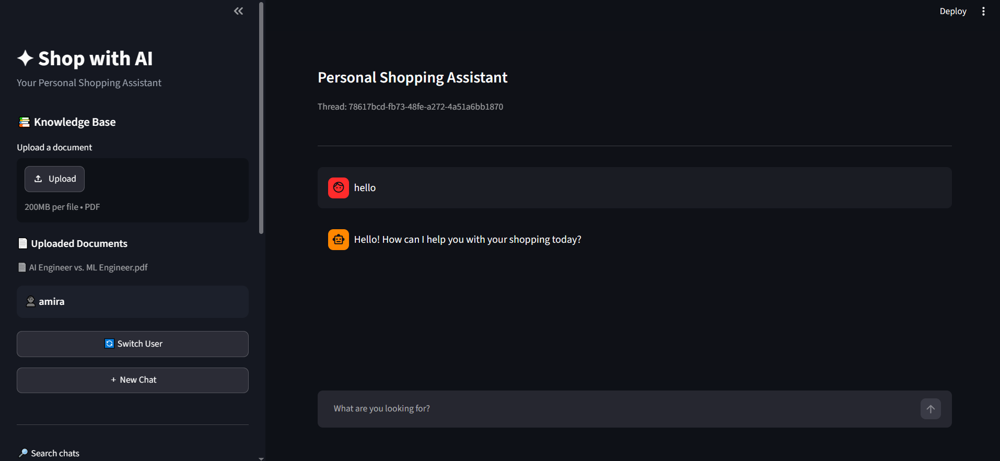 Shop with AI
Your Personal Shopping Assistant
Knowledge Base
Upload a document
Upload
200MB per file • PDF
Uploaded Documents
AI Engineer vs. ML Engineer.pdf
amira
Switch User
+ New Chat
Search chats
Deploy
Personal Shopping Assistant
Thread: 78617bcd-fb73-48fe-a272-4a51a6bb1870
hello
Hello! How can I help you with your shopping today?
What are you looking for?